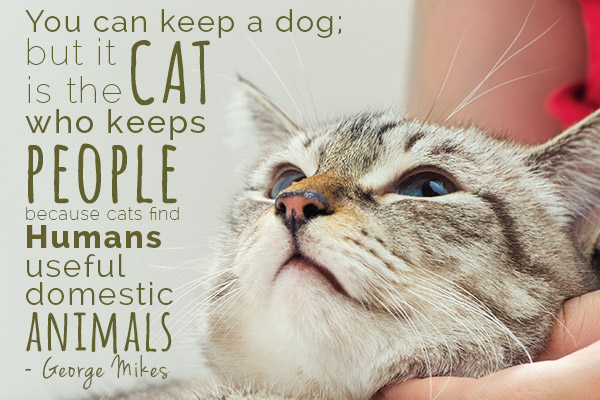 You can keep a dog;
but it
is the CAT
who keeps
PEOPLE
because cats find
Humans
useful
domestic
ANIMALS
- George Mikes